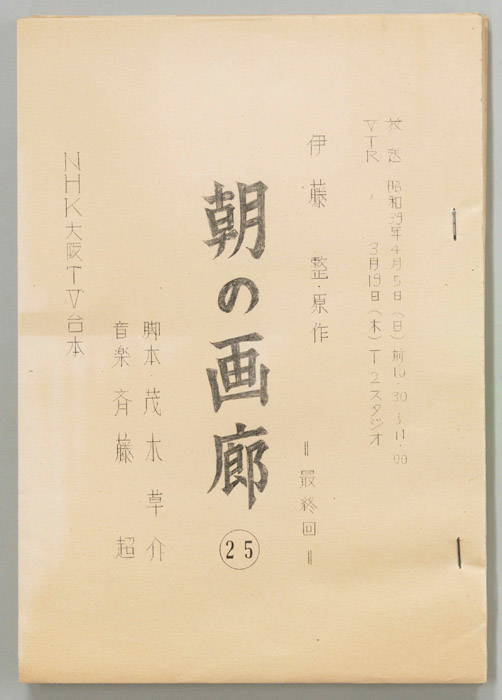 放送 昭和39年4月5日(日)前10・30~11・00
VTR 〃 3月19日(木)T-2スタジオ
伊藤 整・原作
=最終回=
朝の画廊
25
脚本 茂木草介
音楽 斉藤 超
NHK大阪TV台本